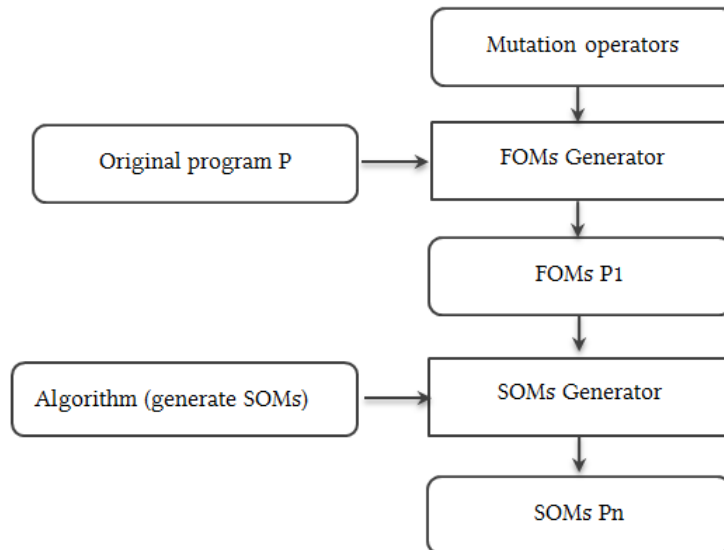 Mutation operators
Original program P
FOMs Generator
FOMs P1
Algorithm (generate SOMs)
SOMs Generator
SOMs Pn